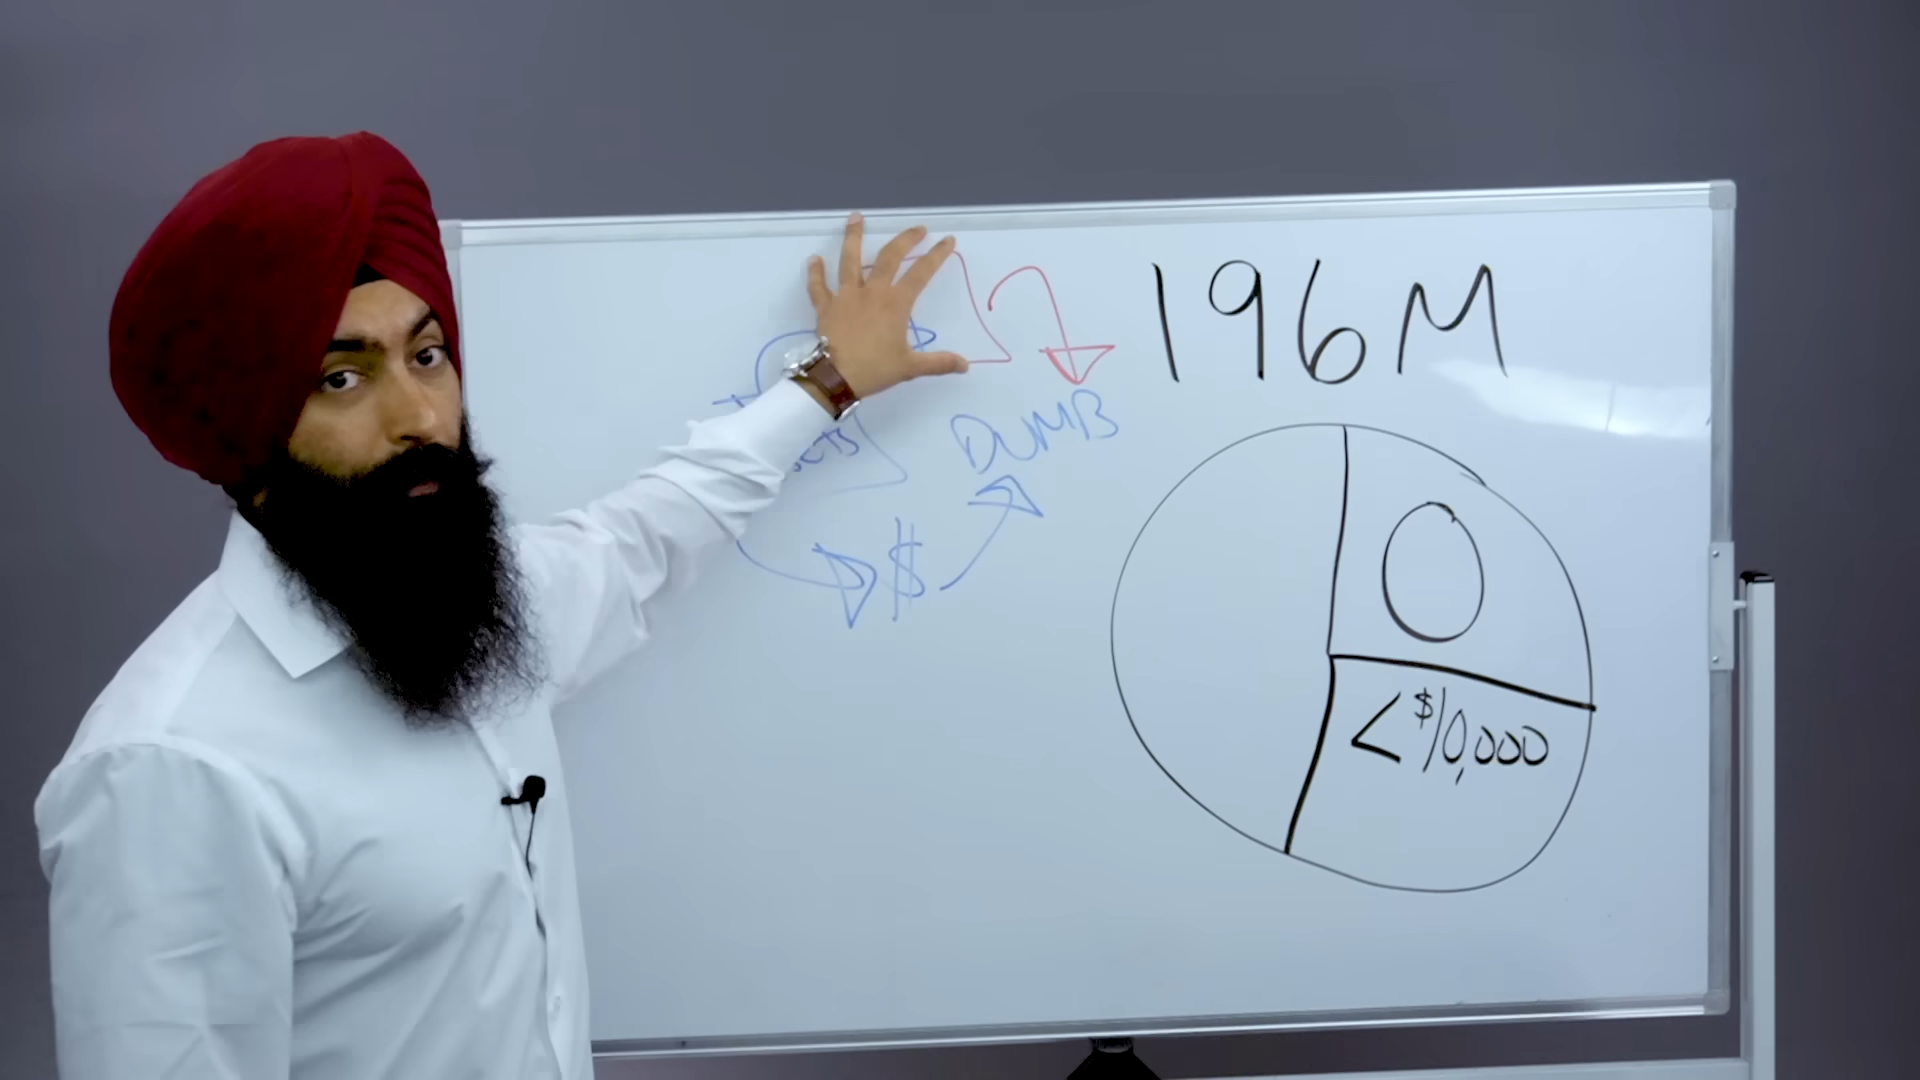 196M
DUMB
$
$
O
<$10,000